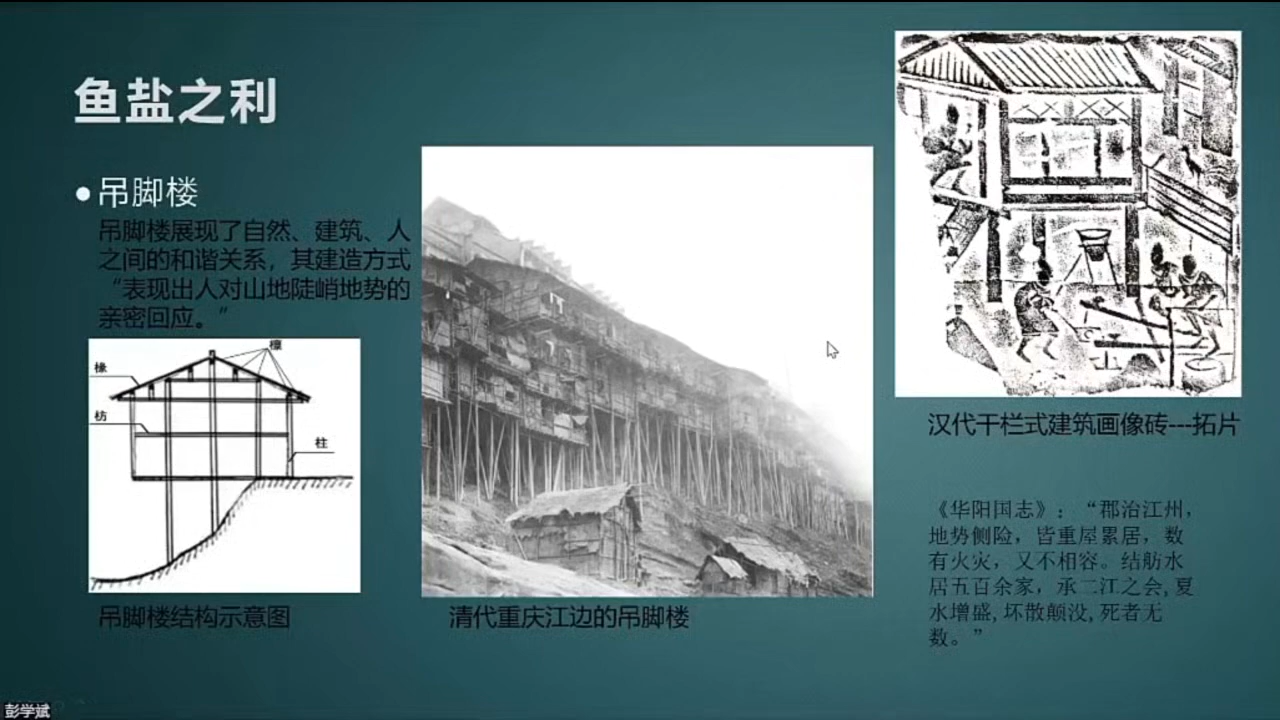 鱼盐之利
●吊脚楼
吊脚楼展现了自然、建筑、人
之间的和谐关系，其建造方式
“表现出人对山地陡峭地势的
亲密回应。”
檩
椽
枋
柱
吊脚楼结构示意图
清代重庆江边的吊脚楼
汉代干栏式建筑画像砖---拓片
《华阳国志》：“郡治江州，
地势侧险，皆重屋累居，数
有火灾，又不相容。结舫水
居五百余家，承二江之会,夏
水增盛,坏散颠没,死者无
数。”
彭学斌